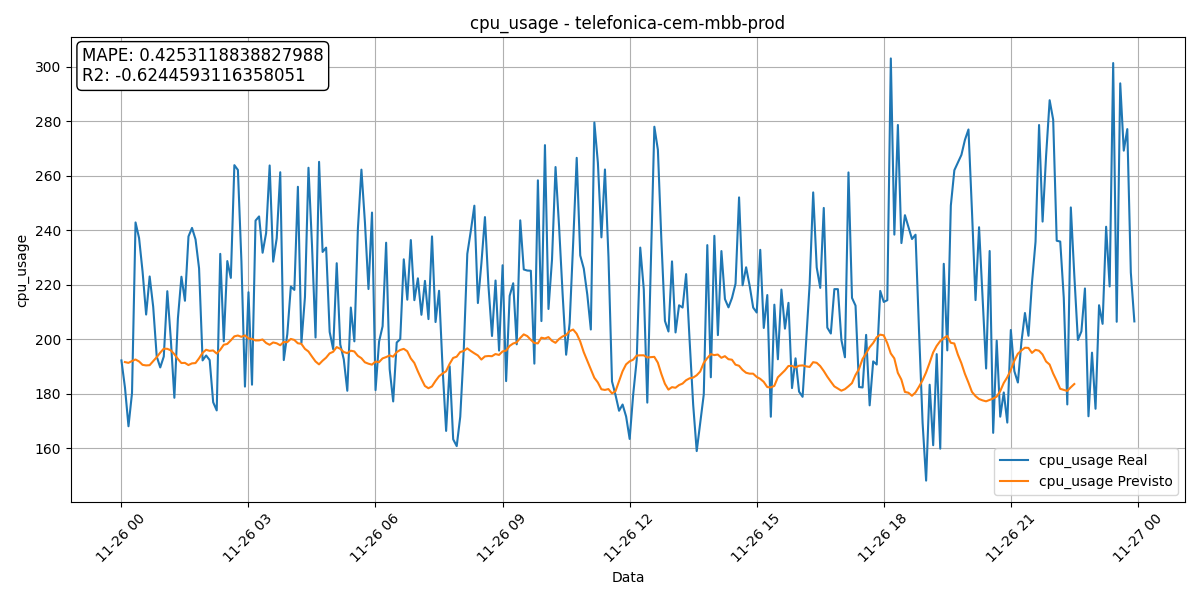 cpu_usage - telefonica-cem-mbb-prod
MAPE: 0.4253118838827988
R2: -0.6244593116358051
cpu_usage
300
280
260
240
220
200
180
160
cpu_usage Real
cpu_usage Previsto
11-26 00
11-26 03
11-26 06
11-26 09
11-26 12
11-26 15
11-26 18
11-26 21
11-27 00
Data